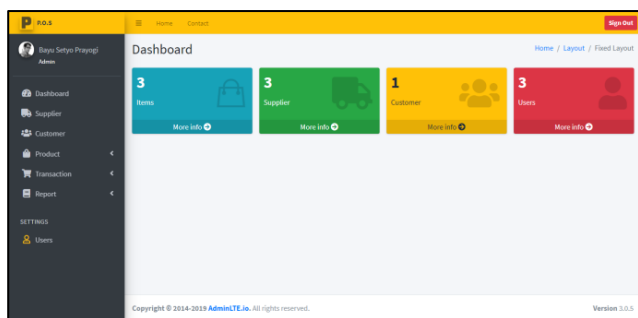 P P.O.S
Home Contact
Sign Out
Bayu Setyo Prayogi
Admin
Dashboard
Supplier
Customer
Product
Transaction
Report
SETTINGS
Users
Dashboard
Home / Layout / Fixed Layout
3
Items
More info
3
Supplier
More info
1
Customer
More info
3
Users
More info
Copyright © 2014-2019 AdminLTE.io. All rights reserved.
Version 3.0.5